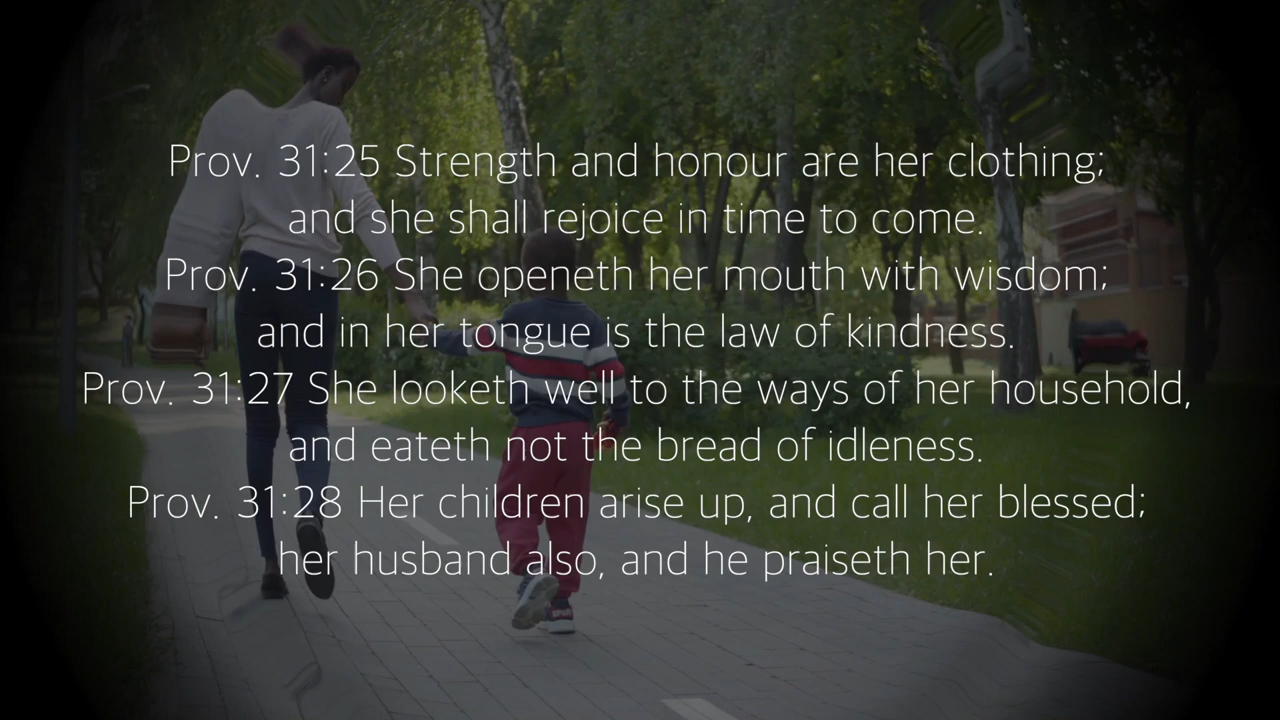 Prov. 31:25 Strength and honour are her clothing;
and she shall rejoice in time to come.
Prov. 31:26 She openeth her mouth with wisdom;
and in her tongue is the law of kindness.
Prov. 31:27 She looketh well to the ways of her household,
and eateth not the bread of idleness.
Prov. 31:28 Her children arise up, and call her blessed;
her husband also, and he praiseth her.